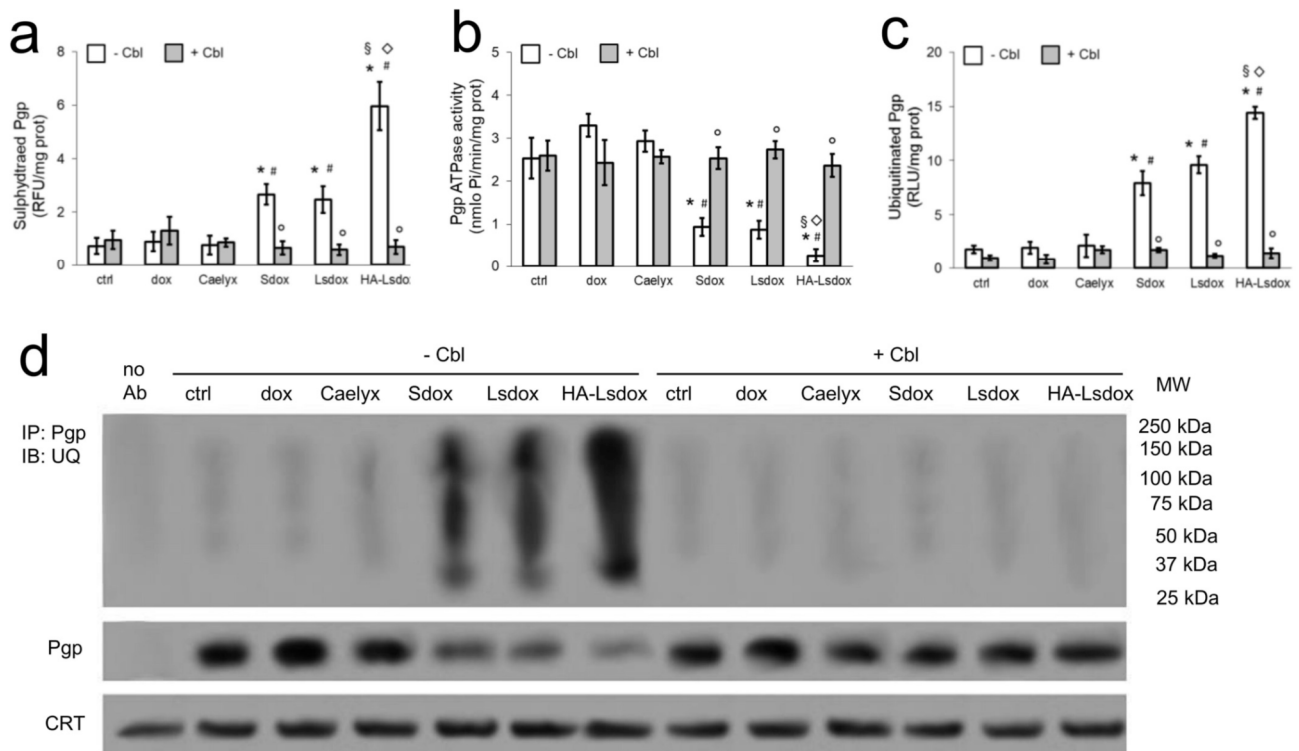 a
b
c
Sulphydtraed Pgp
(RFU/mg prot)
8
6
4
2
0
- Cbl
+ Cbl
* #
* #
§ ◇
* #
°
°
°
ctrl dox Caelyx Sdox Lsdox HA-Lsdox
Pgp ATPase activity
(nmlo Pi/min/mg prot)
5
4
3
2
1
0
- Cbl
+ Cbl
°
°
°
* #
* #
§ ◇
* #
ctrl dox Caelyx Sdox Lsdox HA-Lsdox
Ubiquitinated Pgp
(RLU/mg prot)
20
15
10
5
0
- Cbl
+ Cbl
* #
* #
§ ◇
* #
°
°
°
ctrl dox Caelyx Sdox Lsdox HA-Lsdox
d
- Cbl + Cbl
no
Ab
ctrl dox Caelyx Sdox Lsdox HA-Lsdox ctrl dox Caelyx Sdox Lsdox HA-Lsdox
MW
IP: Pgp
IB: UQ
250 kDa
150 kDa
100 kDa
75 kDa
50 kDa
37 kDa
25 kDa
Pgp
CRT